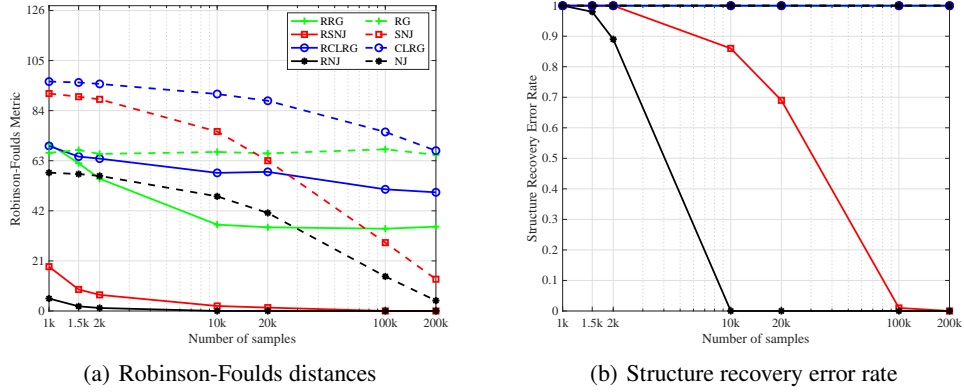 126
105
84
63
42
21
0
Robinson-Foulds Metric
RRG
RSNJ
RCLRG
RNJ
RG
SNJ
CLRG
NJ
1k 1.5k 2k 10k 20k 100k 200k
Number of samples
(a) Robinson-Foulds distances
1
0.9
0.8
0.7
0.6
0.5
0.4
0.3
0.2
0.1
0
Structure Recovery Error Rate
1k 1.5k 2k 10k 20k 100k 200k
Number of samples
(b) Structure recovery error rate